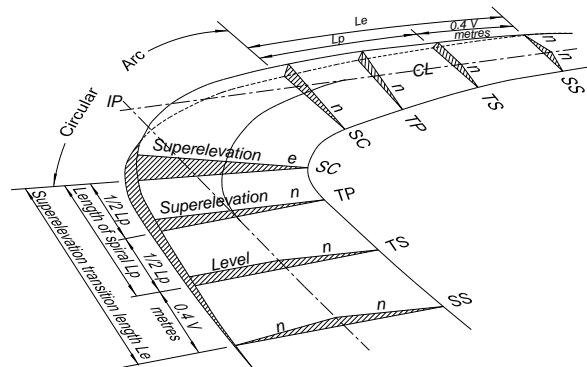 Le
Lp
0.4 V
metres
Arc
CL
n
n
n
n
n
n
SS
TS
TP
SC
IP
Circular
Superelevation
e
SC
Superelevation
n
TP
Level
n
TS
n
n
SS
1/2 Lp
1/2 Lp
0.4 V
metres
Length of spiral Lp
Superelevation transition length Le